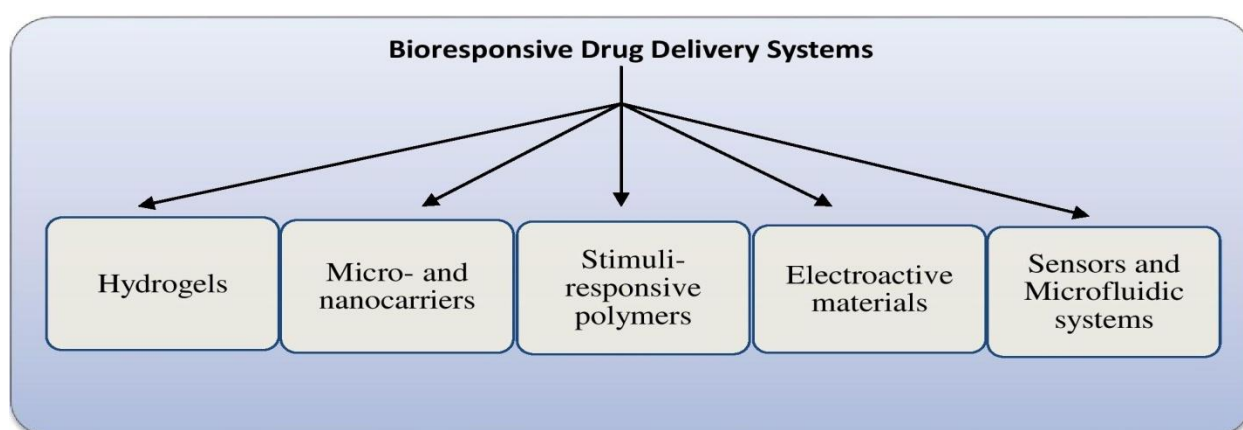 Bioresponsive Drug Delivery Systems
Hydrogels
Micro- and
nanocarriers
Stimuli-
responsive
polymers
Electroactive
materials
Sensors and
Microfluidic
systems